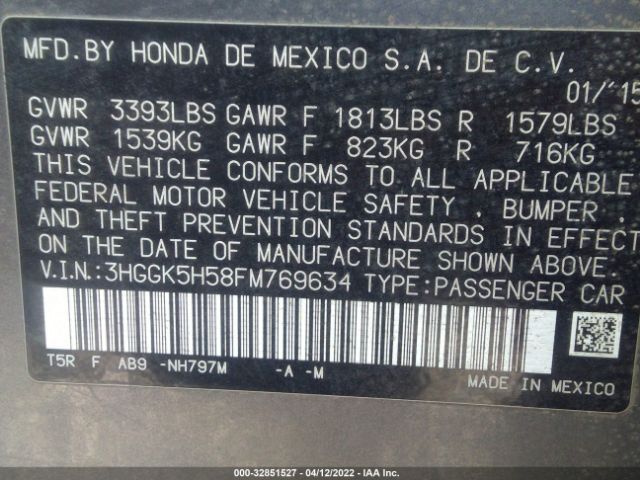 MFD.BY HONDA DE MEXICO S.A. DE C.V.
01/'15
GVWR 3393LBS GAWR F 1813LBS R 1579LBS
GVWR 1539KG GAWR F 823KG R 716KG
THIS VEHICLE CONFORMS TO ALL APPLICABLE
FEDERAL MOTOR VEHICLE SAFETY , BUMPER ,
AND THEFT PREVENTION STANDARDS IN EFFECT
ON THE DATE OF MANUFACTURE SHOWN ABOVE.
V.I.N.:3HGGK5H58FM769634 TYPE:PASSENGER CAR
T5R F AB9 -NH797M -A -M
MADE IN MEXICO
000-32851527 - 04/12/2022 - IAA Inc.